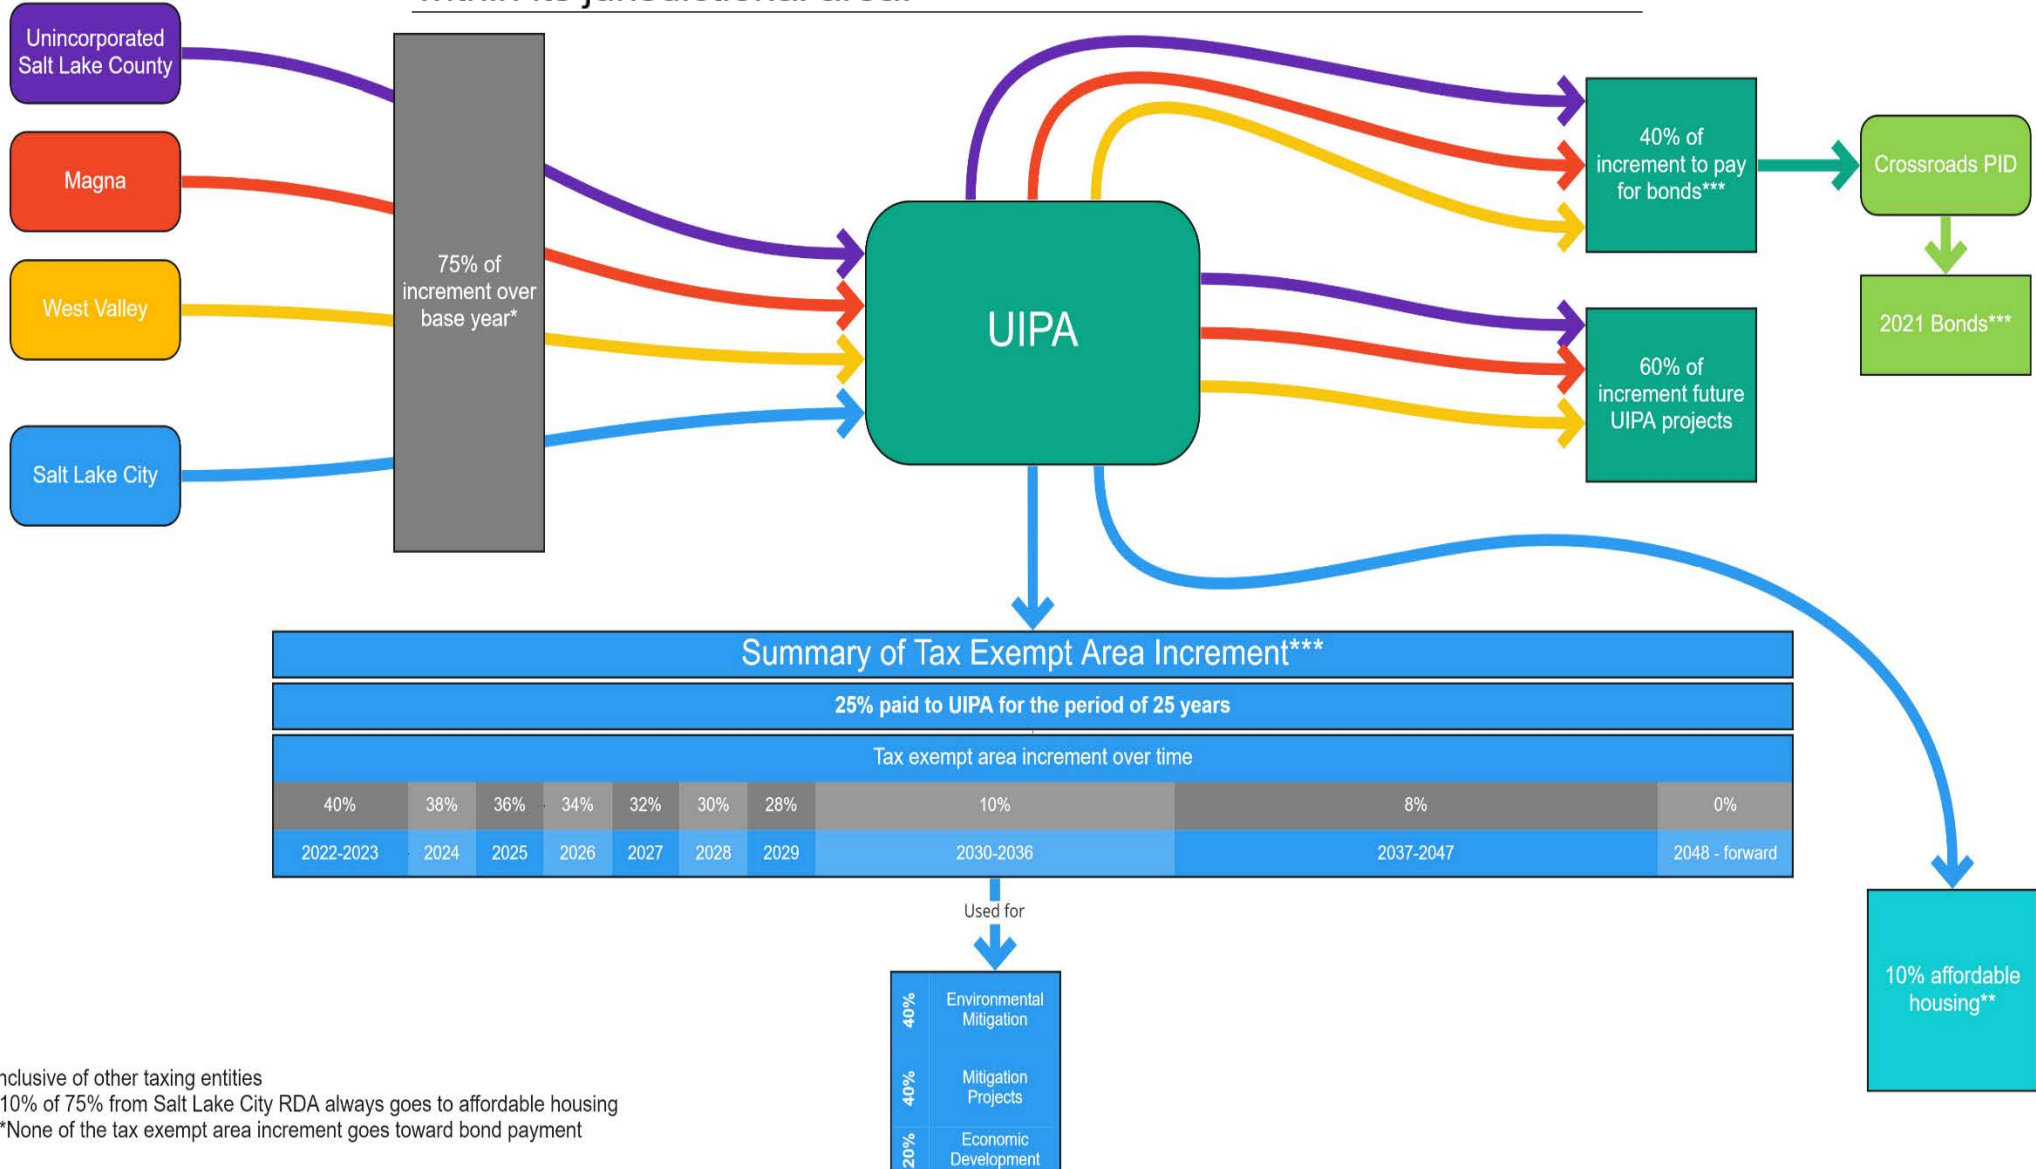 Unincorporated
Salt Lake County
Magna
West Valley
Salt Lake City
75% of
increment over
base year*
UIPA
40% of
increment to pay
for bonds***
Crossroads PID
2021 Bonds***
60% of
increment future
UIPA projects
Summary of Tax Exempt Area Increment***
25% paid to UIPA for the period of 25 years
Tax exempt area increment over time
40% 38% 36% 34% 32% 30% 28% 10% 8% 0%
2022-2023 2024 2025 2026 2027 2028 2029 2030-2036 2037-2047 2048 - forward
Used for
40% Environmental
Mitigation
40% Mitigation
Projects
20% Economic
Development
10% affordable
housing**
nclusive of other taxing entities
10% of 75% from Salt Lake City RDA always goes to affordable housing
*None of the tax exempt area increment goes toward bond payment